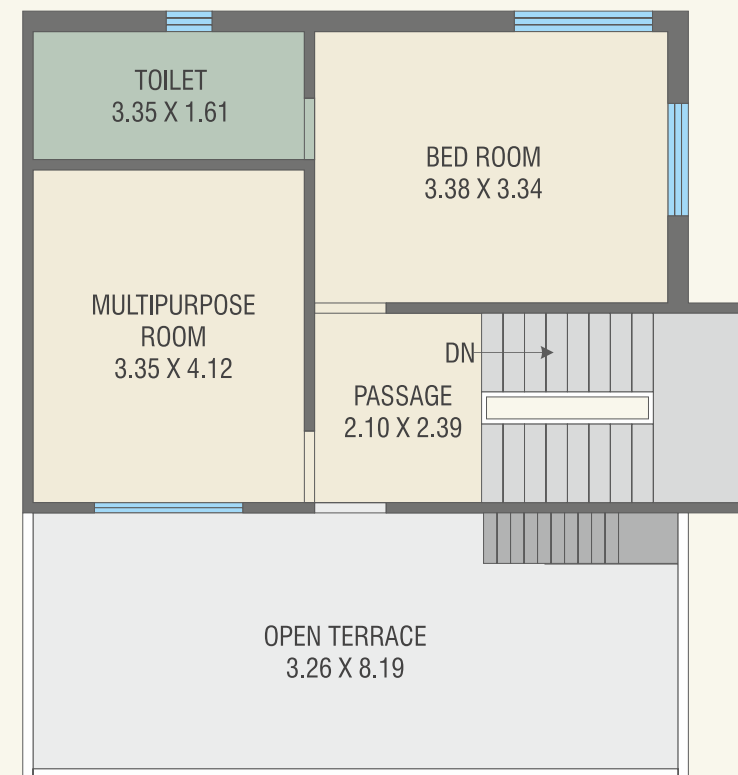 TOILET
3.35 X 1.61
BED ROOM
3.38 X 3.34
MULTIPURPOSE
ROOM
3.35 X 4.12
DN
PASSAGE
2.10 X 2.39
OPEN TERRACE
3.26 X 8.19